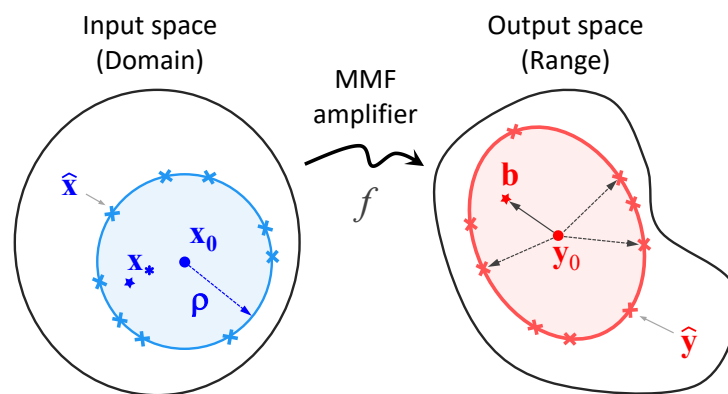 Input space
(Domain)
MMF
amplifier
f
Output space
(Range)
x̂
x₀
x*
ρ
b
y₀
ŷ